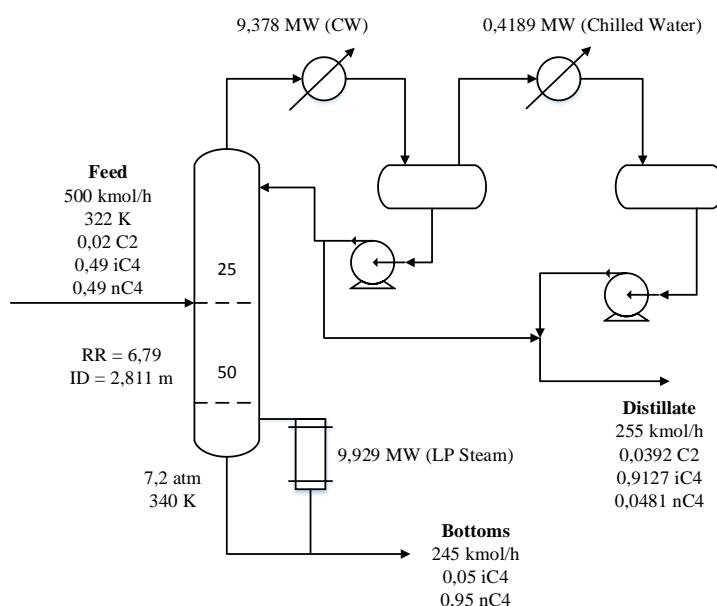 9,378 MW (CW)
0,4189 MW (Chilled Water)
Feed
500 kmol/h
322 K
0,02 C2
0,49 iC4
0,49 nC4
25
RR = 6,79
ID = 2,811 m
50
9,929 MW (LP Steam)
7,2 atm
340 K
Distillate
255 kmol/h
0,0392 C2
0,9127 iC4
0,0481 nC4
Bottoms
245 kmol/h
0,05 iC4
0,95 nC4